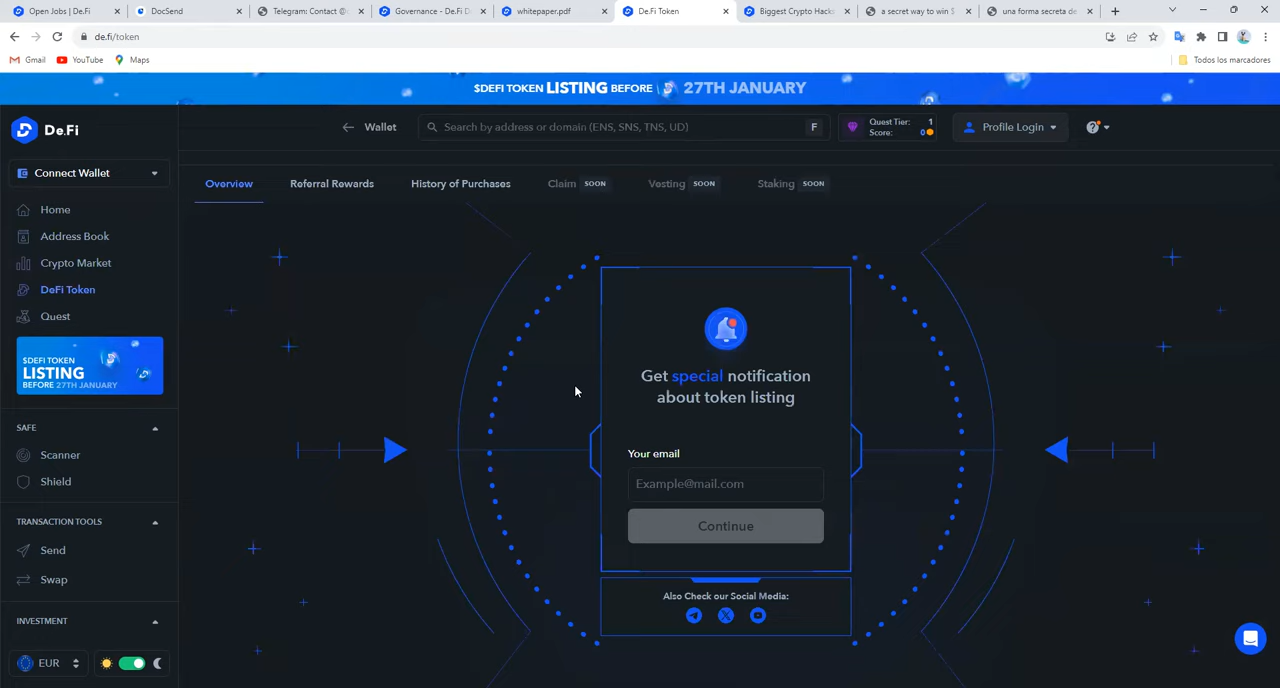 Open Jobs | De.Fi
DocSend
Telegram: Contact @
Governance - De.Fi D
whitepaper.pdf
De.Fi Token
Biggest Crypto Hacks
a secret way to win $
una forma secreta de
de.fi/token
Gmail
YouTube
Maps
Todos los marcadores
$DEFI TOKEN LISTING BEFORE 27TH JANUARY
De.Fi
Wallet
Search by address or domain (ENS, SNS, TNS, UD)
F
Quest Tier: 1
Score: 0
Profile Login
?
Connect Wallet
Overview
Referral Rewards
History of Purchases
Claim SOON
Vesting SOON
Staking SOON
Home
Address Book
Crypto Market
DeFi Token
Quest
$DEFI TOKEN
LISTING
BEFORE 27TH JANUARY
SAFE
Scanner
Shield
TRANSACTION TOOLS
Send
Swap
INVESTMENT
EUR
Get special notification
about token listing
Your email
Example@mail.com
Continue
Also Check our Social Media: